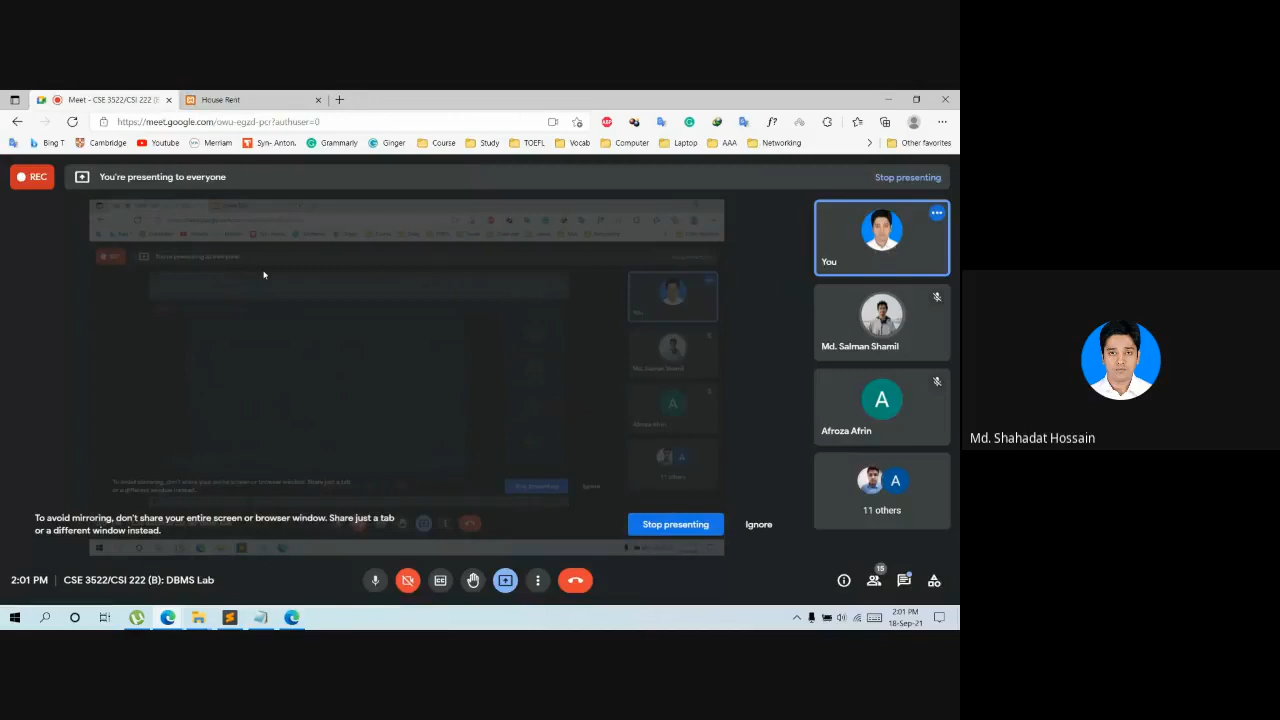 Meet - CSE 3522/CSI 222 (B
House Rent
https://meet.google.com/owu-egzd-pcr?authuser=0
Bing T
Cambridge
Youtube
Merriam
Syn- Anton.
Grammarly
Ginger
Course
Study
TOEFL
Vocab
Computer
Laptop
AAA
Networking
Other favorites
REC
You're presenting to everyone
Stop presenting
You
Md. Salman Shamil
A
Afroza Afrin
A
11 others
To avoid mirroring, don't share your entire screen or browser window. Share just a tab
or a different window instead.
Stop presenting
Ignore
2:01 PM | CSE 3522/CSI 222 (B): DBMS Lab
15
2:01 PM
18-Sep-21
Md. Shahadat Hossain